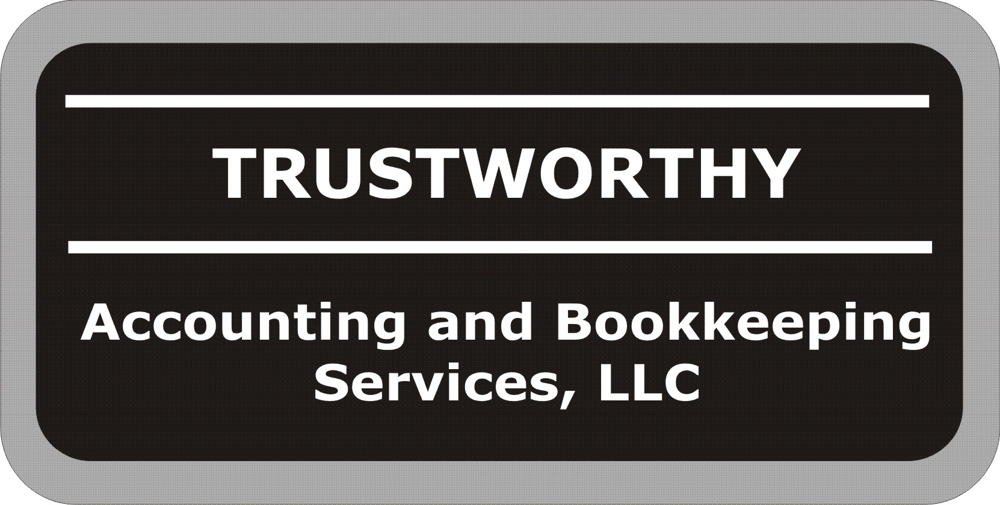 TRUSTWORTHY
Accounting and Bookkeeping
Services, LLC